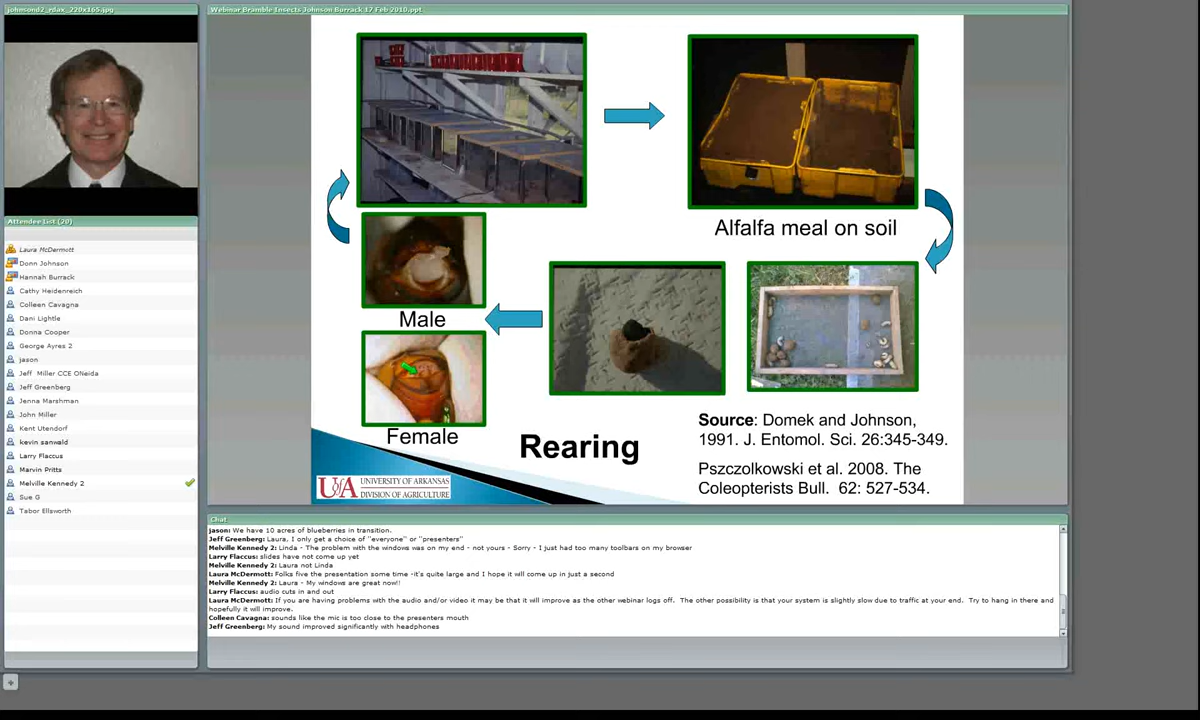 johnsond2_rdax_220x165.jpg
Webinar Bramble Insects Johnson Burrack 17 Feb 2010.ppt
Alfalfa meal on soil
Male
Female
Rearing
Source: Domek and Johnson,
1991. J. Entomol. Sci. 26:345-349.
Pszczolkowski et al. 2008. The
Coleopterists Bull. 62: 527-534.
UofA UNIVERSITY OF ARKANSAS
DIVISION OF AGRICULTURE
Attendee List (20)
Laura McDermott
Donn Johnson
Hannah Burrack
Cathy Heidenreich
Colleen Cavagna
Dani Lightle
Donna Cooper
George Ayres 2
jason
Jeff Miller CCE ONeida
Jeff Greenberg
Jenna Marshman
John Miller
Kent Utendorf
kevin sanwald
Larry Flaccus
Marvin Pritts
Melville Kennedy 2
Sue G
Tabor Ellsworth
Chat
jason: We have 10 acres of blueberries in transition.
Jeff Greenberg: Laura, I only get a choice of "everyone" or "presenters"
Melville Kennedy 2: Linda - The problem with the windows was on my end - not yours - Sorry - I just had too many toolbars on my browser
Larry Flaccus: slides have not come up yet
Melville Kennedy 2: Laura not Linda
Laura McDermott: Folks five the presentation some time -it's quite large and I hope it will come up in just a second
Melville Kennedy 2: Laura - My windows are great now!!
Larry Flaccus: audio cuts in and out
Laura McDermott: If you are having problems with the audio and/or video it may be that it will improve as the other webinar logs off. The other possibility is that your system is slightly slow due to traffic at your end. Try to hang in there and
hopefully it will improve.
Colleen Cavagna: sounds like the mic is too close to the presenters mouth
Jeff Greenberg: My sound improved significantly with headphones